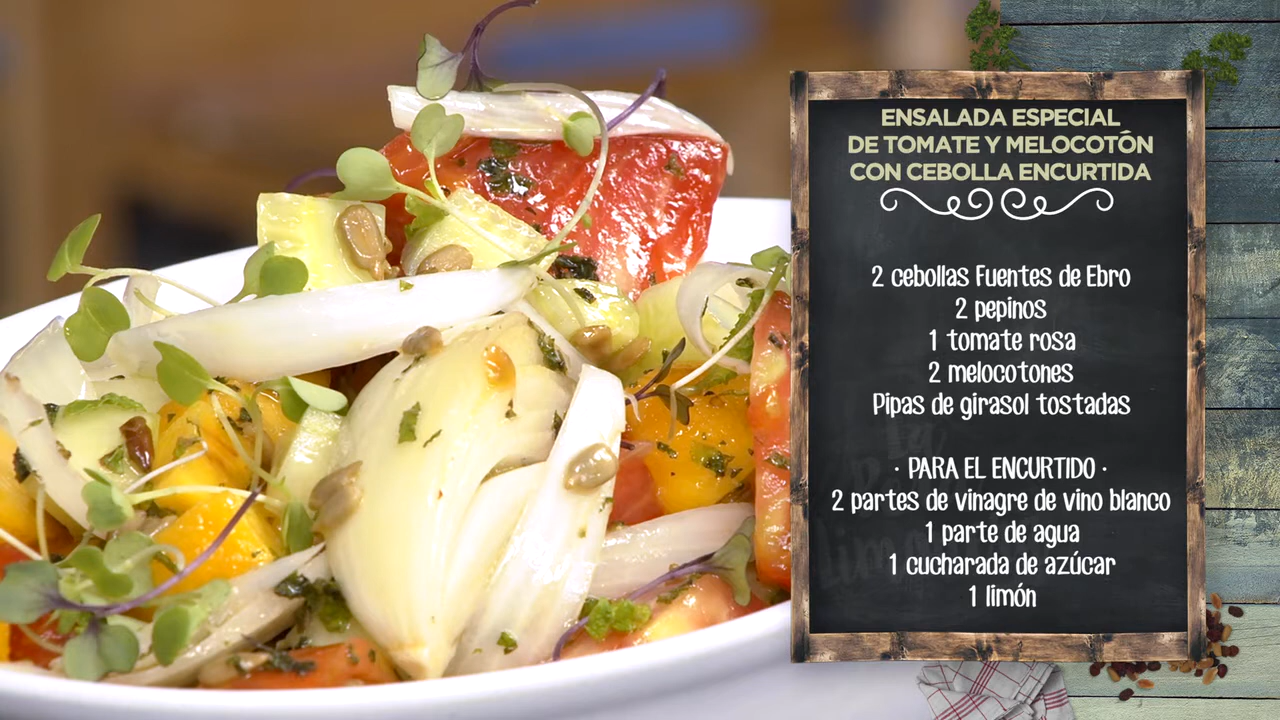 ENSALADA ESPECIAL
DE TOMATE Y MELOCOTÓN
CON CEBOLLA ENCURTIDA
2 cebollas Fuentes de Ebro
2 pepinos
1 tomate rosa
2 melocotones
Pipas de girasol tostadas
· PARA EL ENCURTIDO ·
2 partes de vinagre de vino blanco
1 parte de agua
1 cucharada de azúcar
1 limón